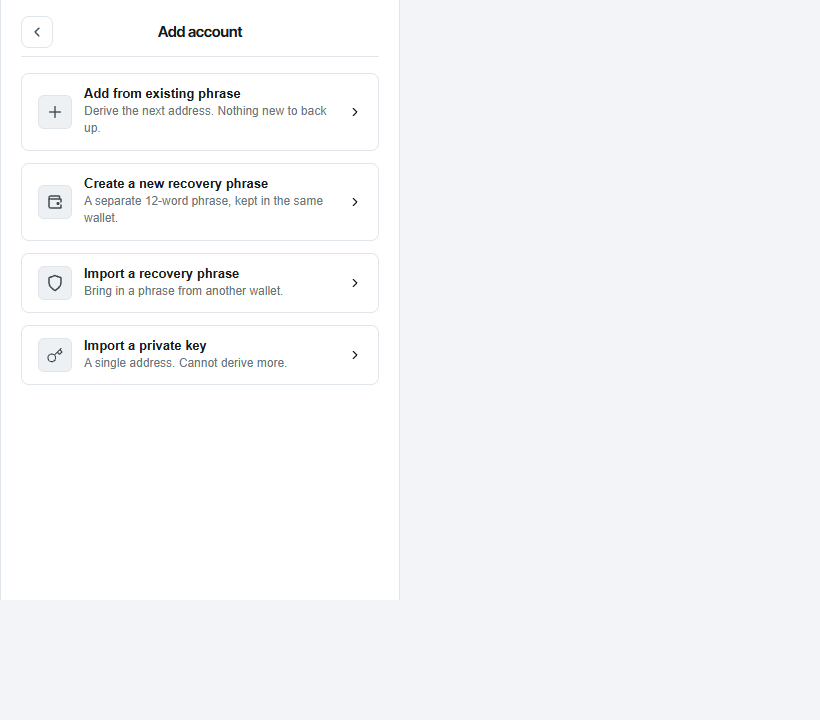 Add account
Add from existing phrase
Derive the next address. Nothing new to back
up.
Create a new recovery phrase
A separate 12-word phrase, kept in the same
wallet.
Import a recovery phrase
Bring in a phrase from another wallet.
Import a private key
A single address. Cannot derive more.